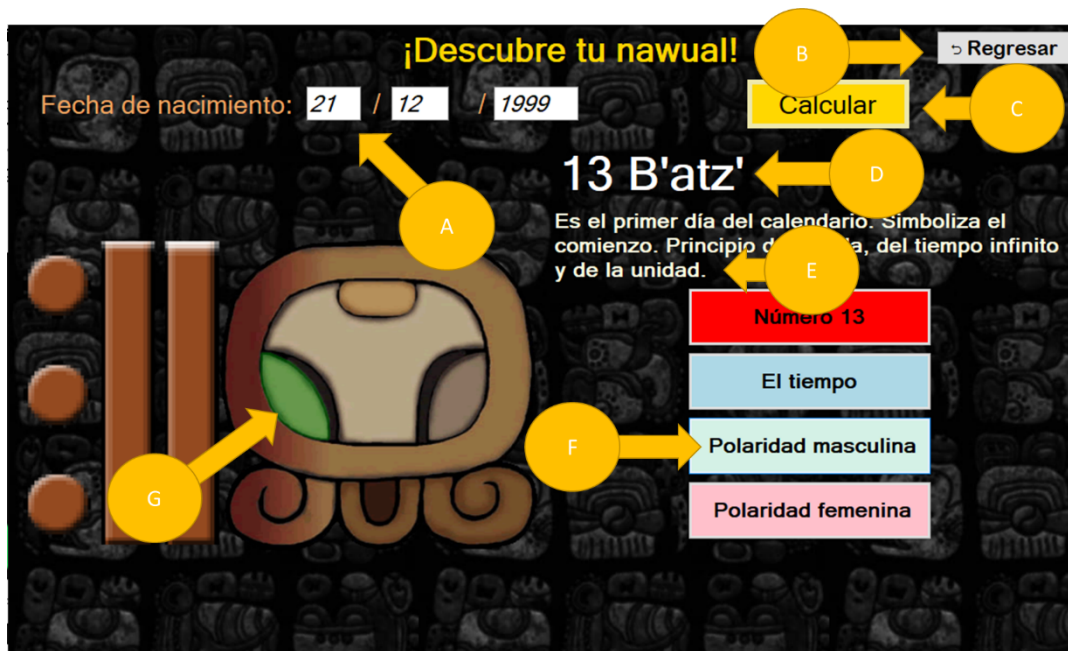 ¡Descubre tu nawual!
B
Regresar
Fecha de nacimiento: 21 / 12 / 1999
Calcular
C
13 B'atz'
D
A
Es el primer día del calendario. Simboliza el
comienzo. Principio d a, del tiempo infinito
y de la unidad.
E
Número 13
El tiempo
F
Polaridad masculina
G
Polaridad femenina